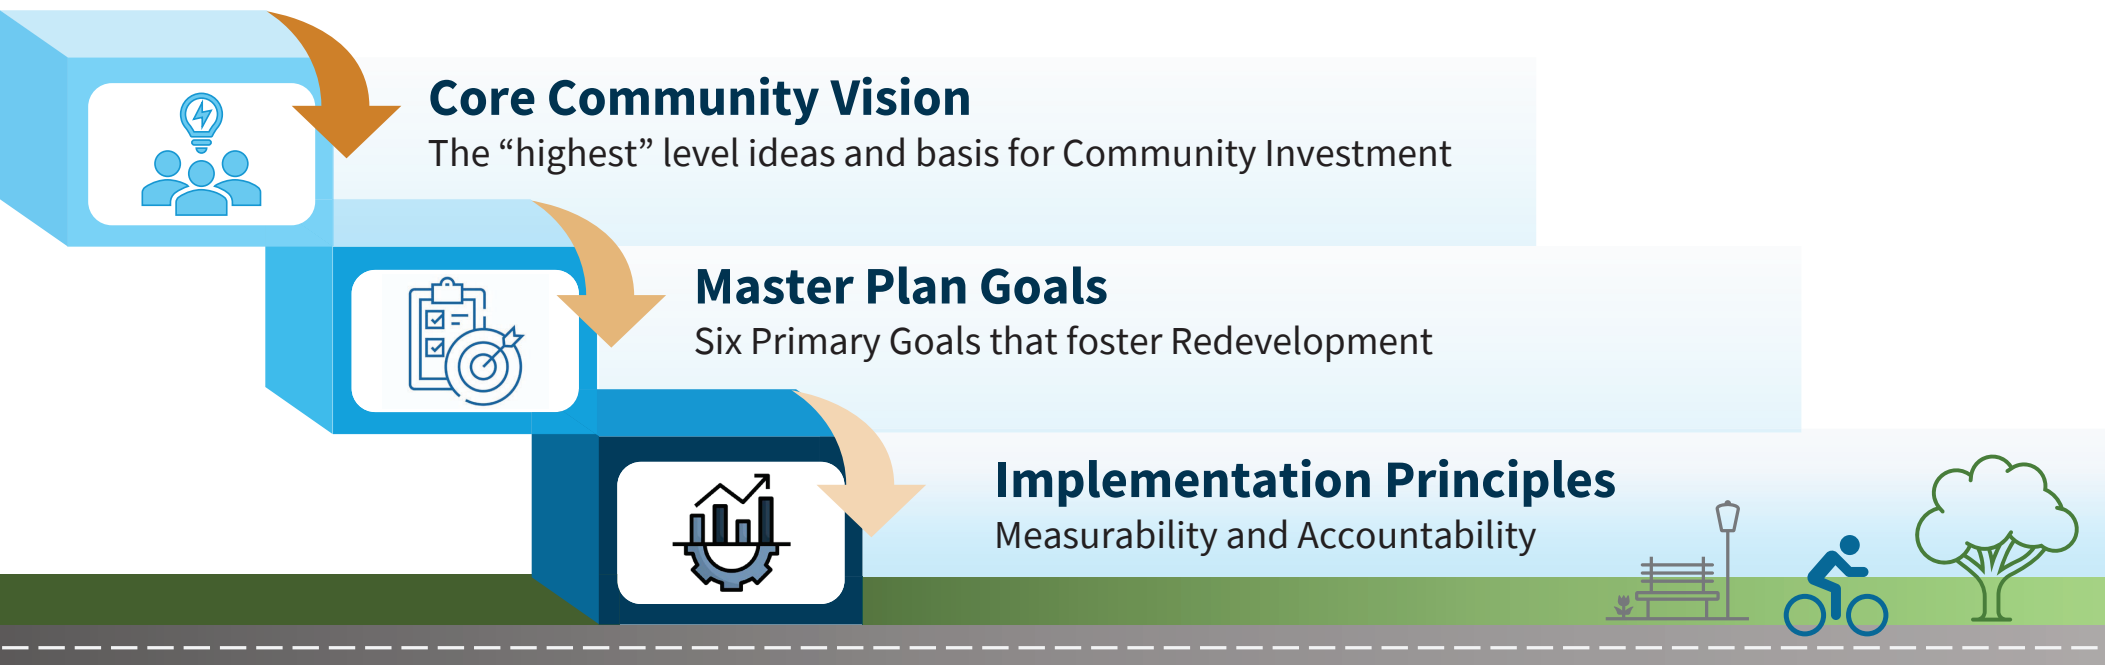 Core Community Vision
The “highest” level ideas and basis for Community Investment
Master Plan Goals
Six Primary Goals that foster Redevelopment
Implementation Principles
Measurability and Accountability